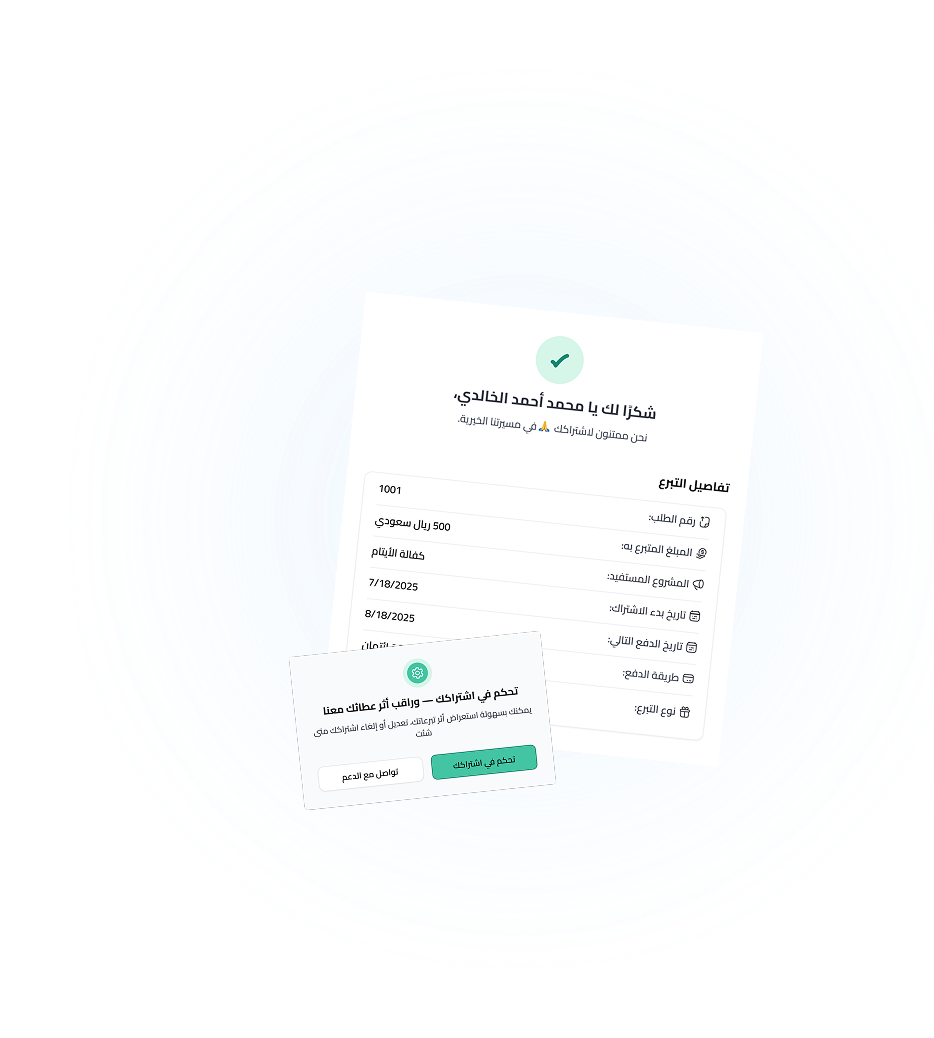 شكرًا لك يا محمد أحمد الخالدي،
نحن ممتنون لاشتراكك 🙏 في مسيرتنا الخيرية.
تفاصيل التبرع
رقم الطلب: 1001
المبلغ المتبرع به: 500 ريال سعودي
المشروع المستفيد: كفالة الأيتام
تاريخ بدء الاشتراك: 7/18/2025
تاريخ الدفع التالي: 8/18/2025
طريقة الدفع: ائتمان
نوع التبرع:
تحكم في اشتراكك — وراقب أثر عطائك معنا
يمكنك بسهولة استعراض أثر تبرعاتك، تعديل أو إلغاء اشتراكك متى
شئت
تحكم في اشتراكك
تواصل مع الدعم